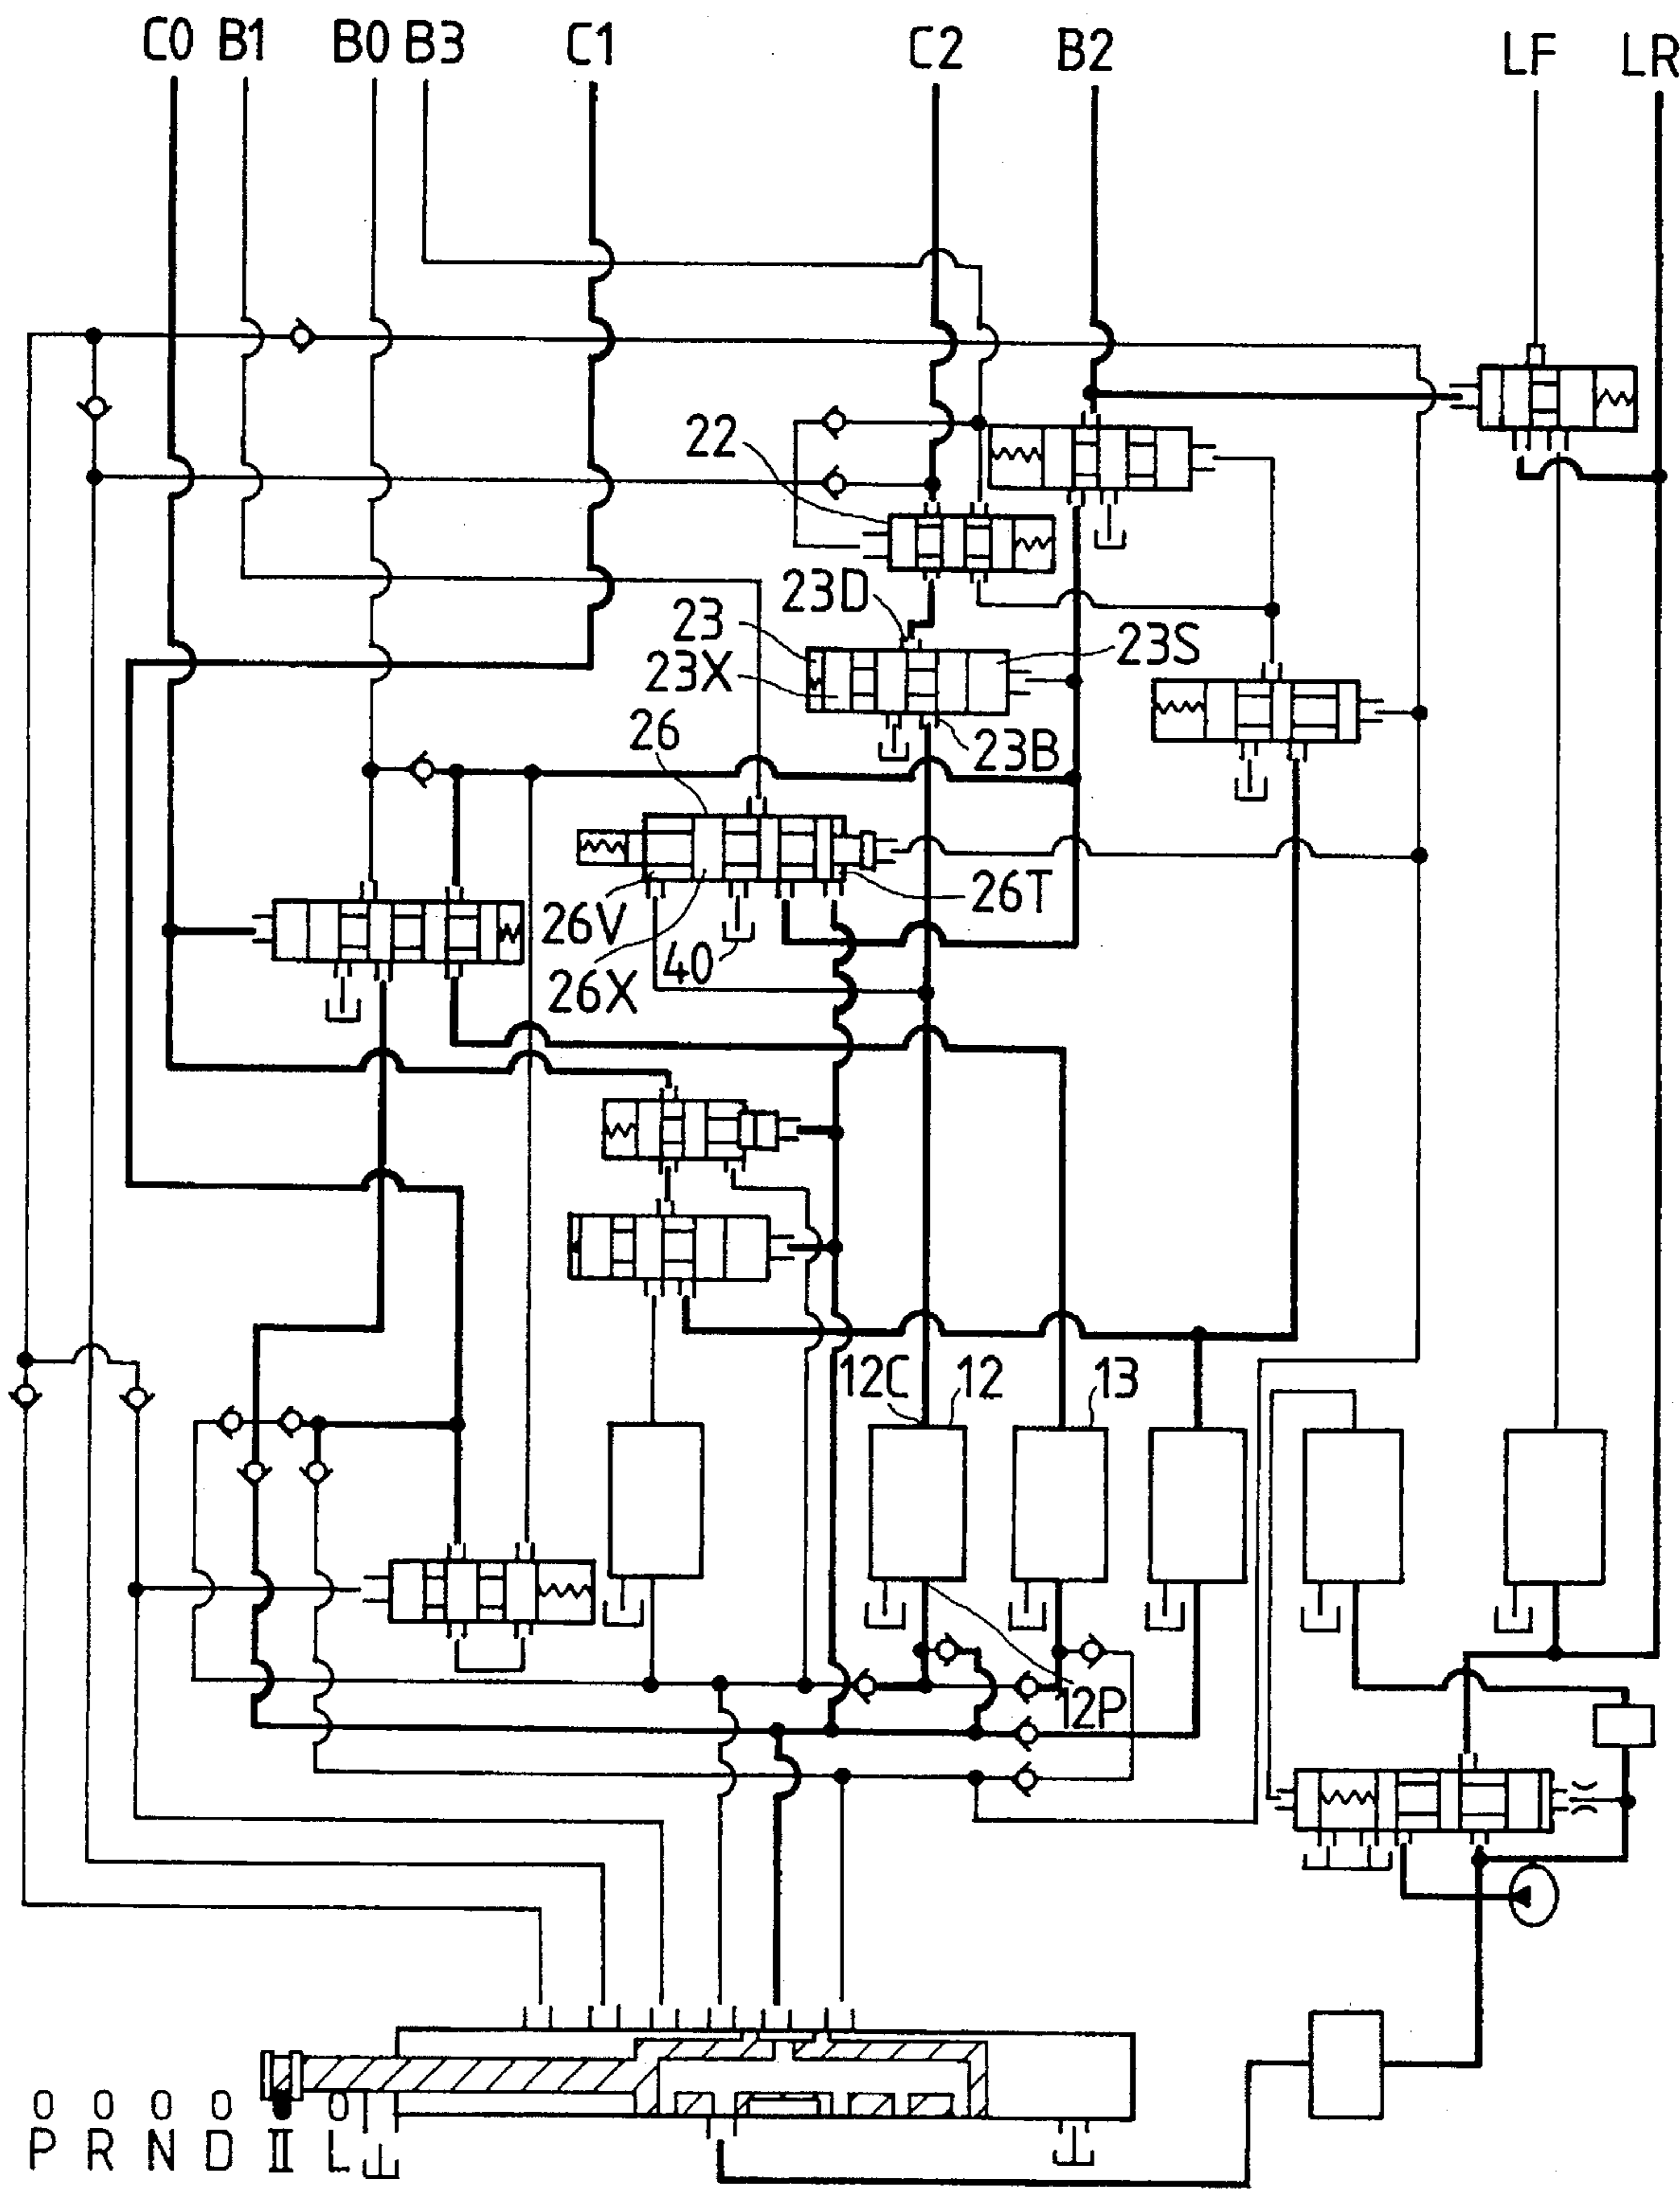 C0 B1 B0 B3 C1 C2 B2 LF LR
22
23D
23
23S
23X
26
23B
26T
26V
40
26X
12C 12 13
12P
P R N D II L